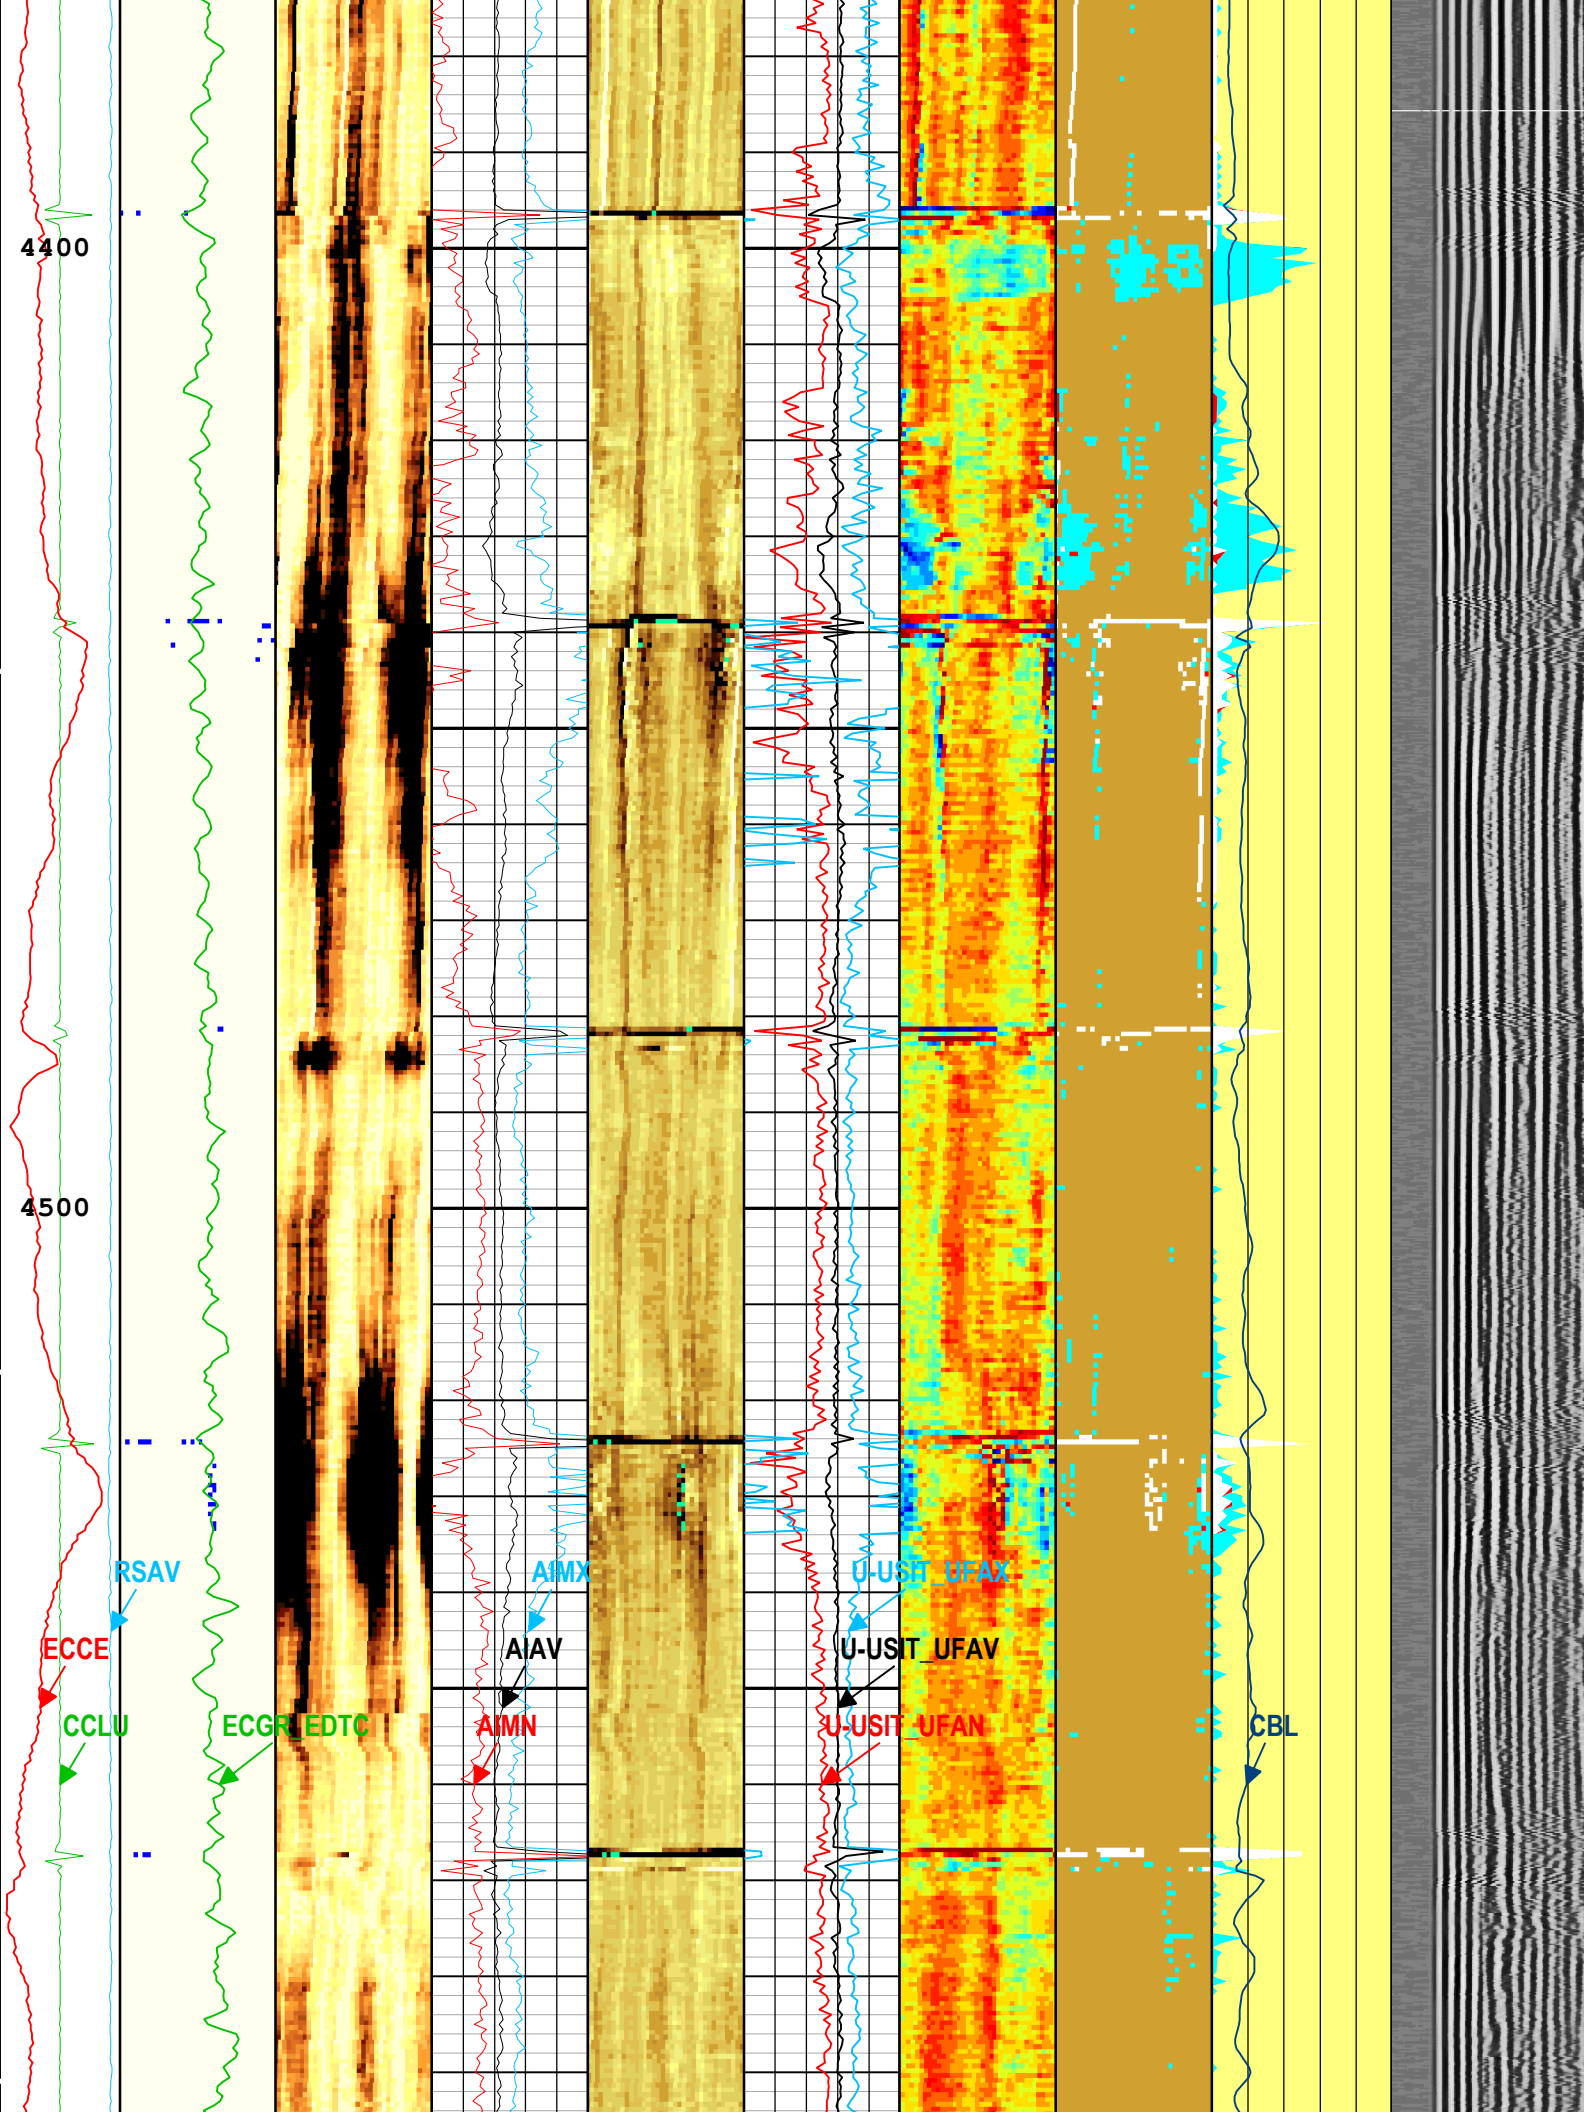 4400
4500
RSAV
AIMX
U-USIT_UFAX
ECCE
AIAV
U-USIT_UFAV
CCLU
ECGR_EDTC
AIMN
U-USIT_UFAN
CBL